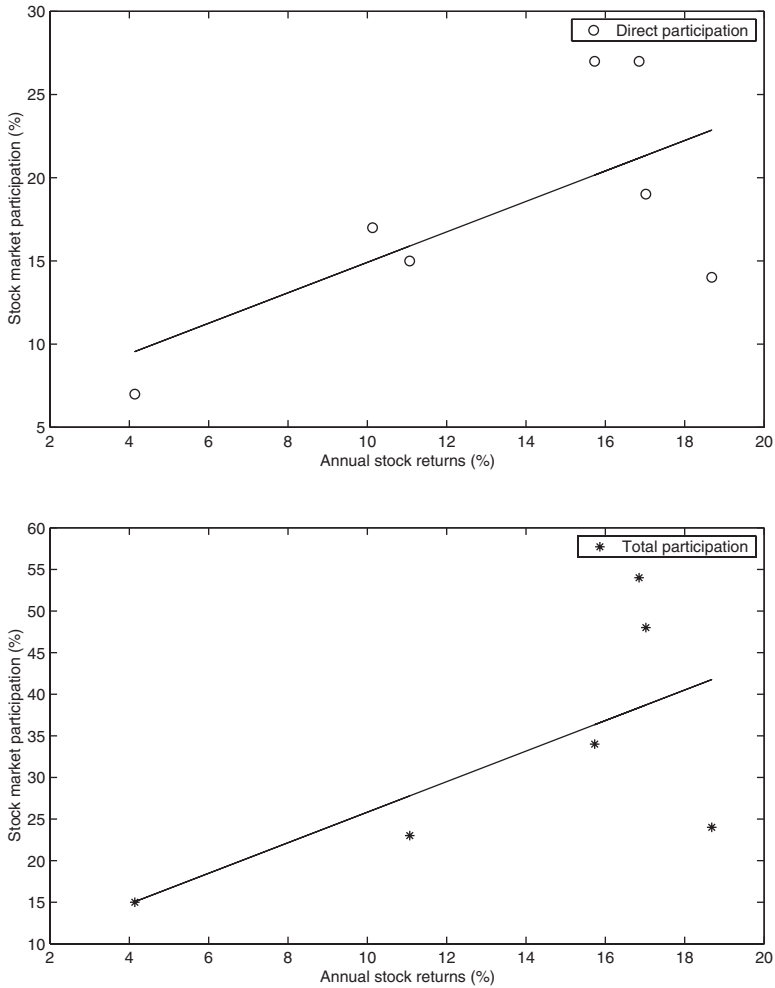 30
Direct participation
25
20
15
10
5
Stock market participation (%)
2 4 6 8 10 12 14 16 18 20
Annual stock returns (%)
60
Total participation
55
50
45
40
35
30
25
20
15
10
Stock market participation (%)
2 4 6 8 10 12 14 16 18 20
Annual stock returns (%)